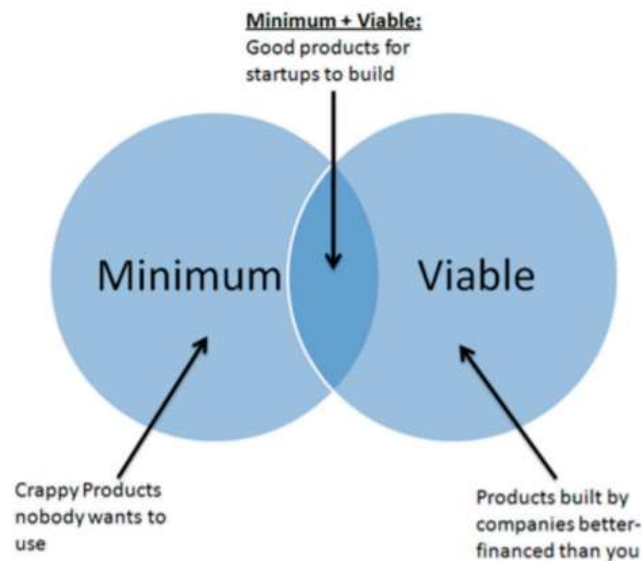 Minimum + Viable:
Good products for
startups to build
Minimum
Viable
Crappy Products
nobody wants to
use
Products built by
companies better-
financed than you